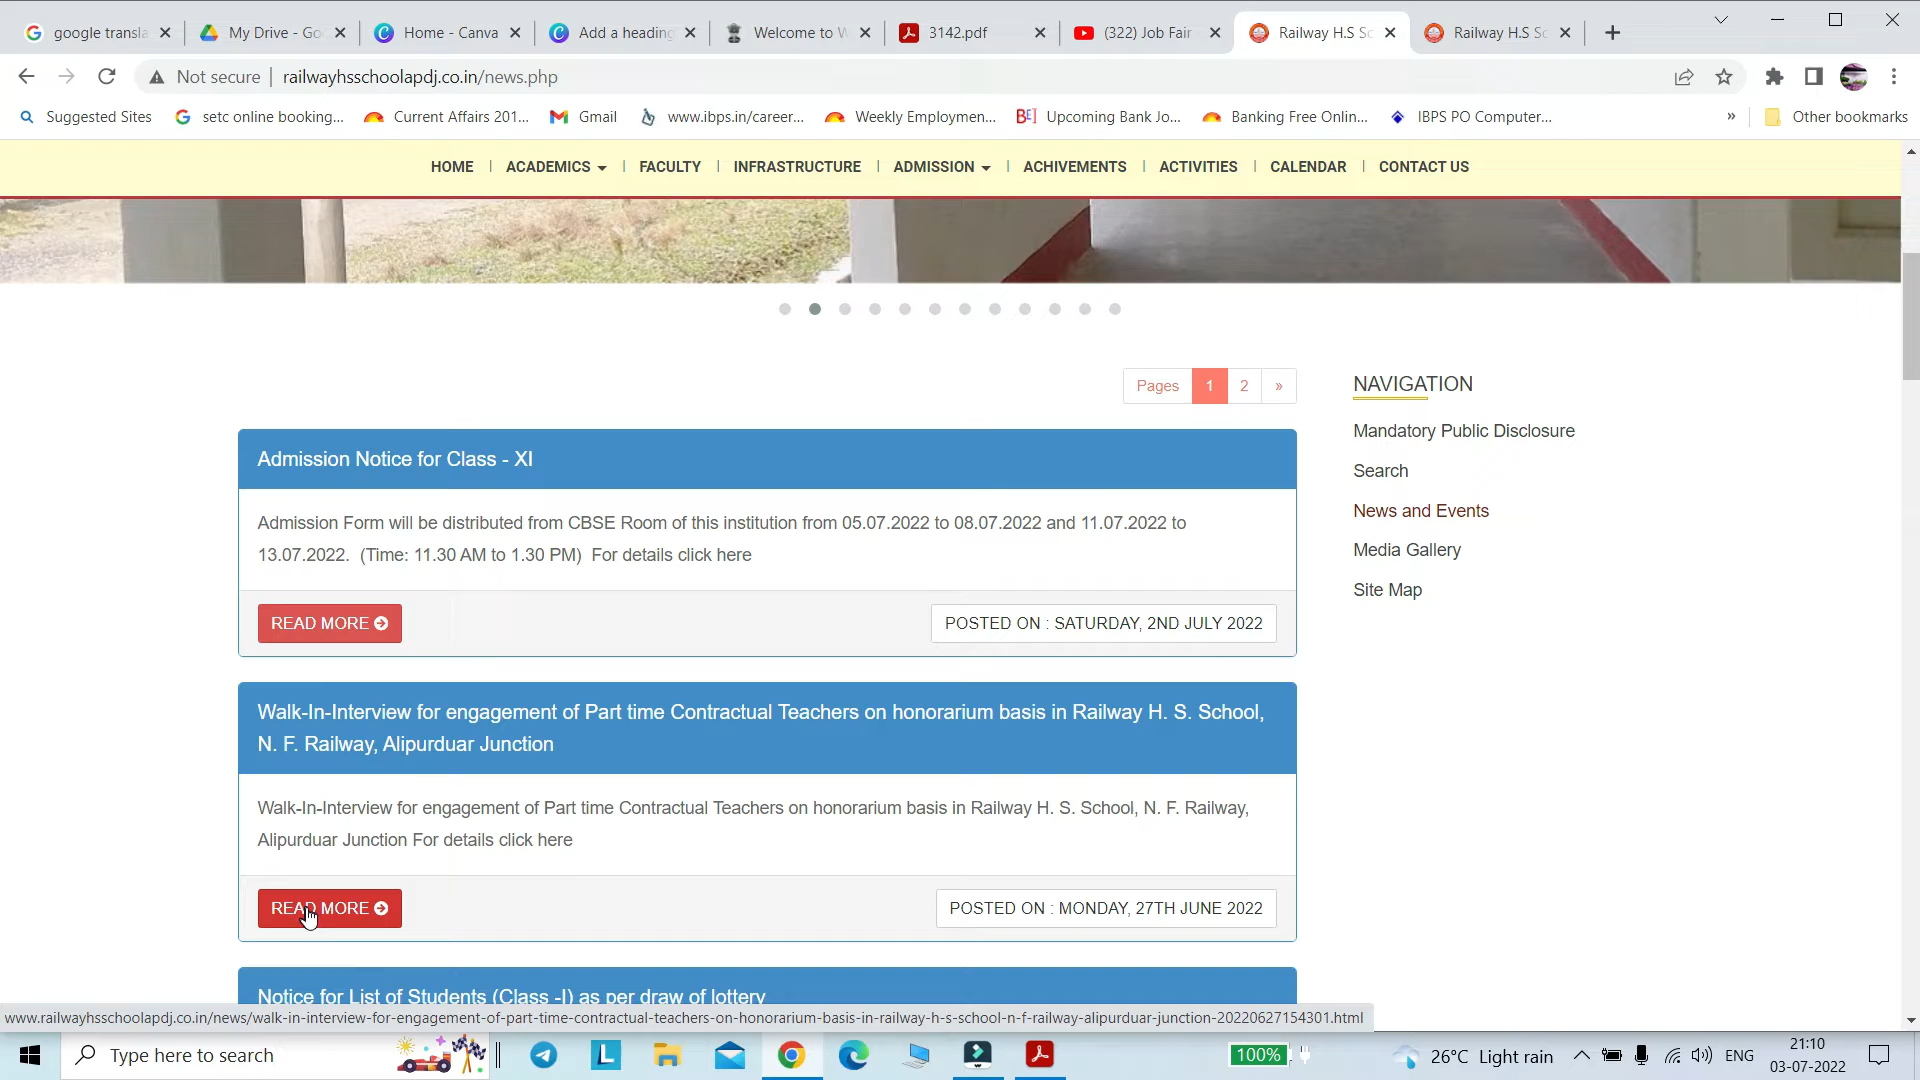 google transla
My Drive - Go
Home - Canva
Add a heading
Welcome to W
3142.pdf
(322) Job Fair
Railway H.S Sc
Railway H.S Sc
Not secure
railwayhsschoolapdj.co.in/news.php
Suggested Sites
setc online booking...
Current Affairs 201...
Gmail
www.ibps.in/career...
Weekly Employmen...
Upcoming Bank Jo...
Banking Free Onlin...
IBPS PO Computer...
»
Other bookmarks
HOME | ACADEMICS | FACULTY | INFRASTRUCTURE | ADMISSION | ACHIVEMENTS | ACTIVITIES | CALENDAR | CONTACT US
Pages 1 2 »
NAVIGATION
Mandatory Public Disclosure
Search
News and Events
Media Gallery
Site Map
Admission Notice for Class - XI
Admission Form will be distributed from CBSE Room of this institution from 05.07.2022 to 08.07.2022 and 11.07.2022 to
13.07.2022. (Time: 11.30 AM to 1.30 PM) For details click here
READ MORE
POSTED ON : SATURDAY, 2ND JULY 2022
Walk-In-Interview for engagement of Part time Contractual Teachers on honorarium basis in Railway H. S. School,
N. F. Railway, Alipurduar Junction
Walk-In-Interview for engagement of Part time Contractual Teachers on honorarium basis in Railway H. S. School, N. F. Railway,
Alipurduar Junction For details click here
READ MORE
POSTED ON : MONDAY, 27TH JUNE 2022
Notice for List of Students (Class -I) as per draw of lottery
www.railwayhsschoolapdj.co.in/news/walk-in-interview-for-engagement-of-part-time-contractual-teachers-on-honorarium-basis-in-railway-h-s-school-n-f-railway-alipurduar-junction-20220627154301.html
Type here to search
100%
26°C Light rain
ENG
21:10
03-07-2022